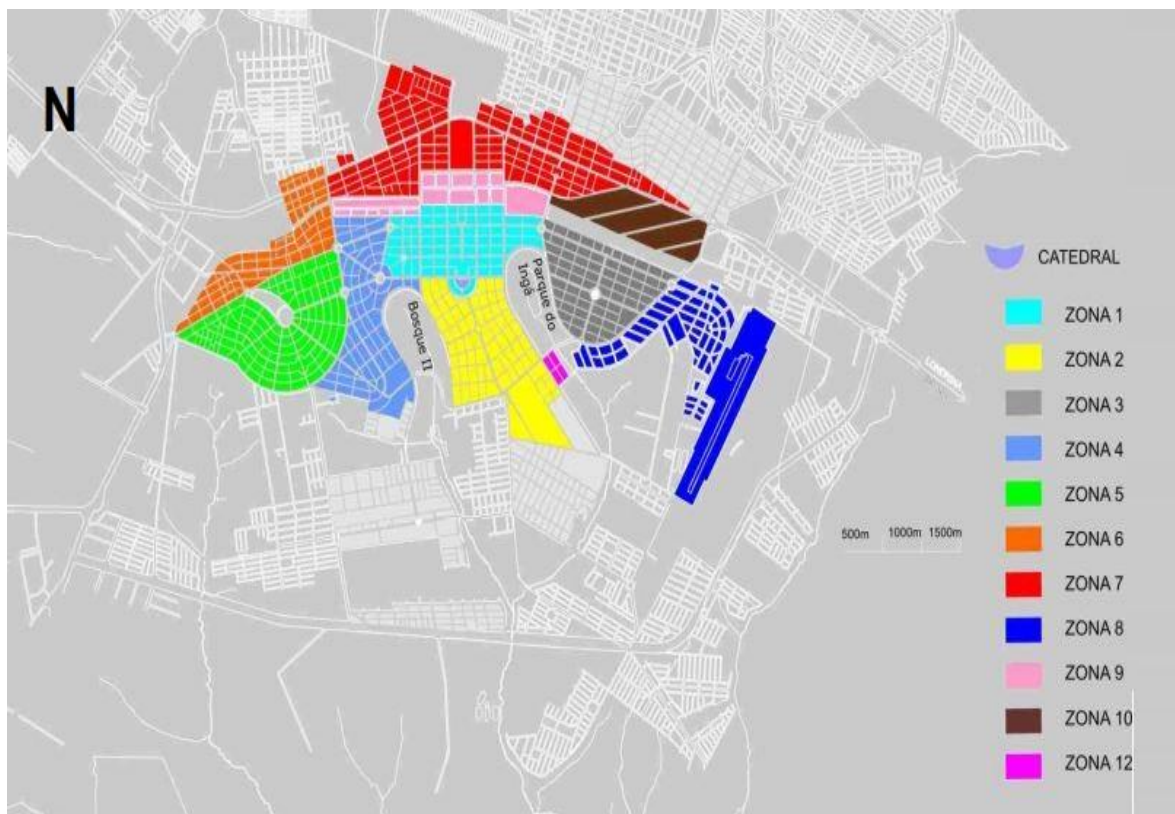 N
Parque do
Ingá
Bosque II
LONDRINA
500m 1000m 1500m
CATEDRAL
ZONA 1
ZONA 2
ZONA 3
ZONA 4
ZONA 5
ZONA 6
ZONA 7
ZONA 8
ZONA 9
ZONA 10
ZONA 12